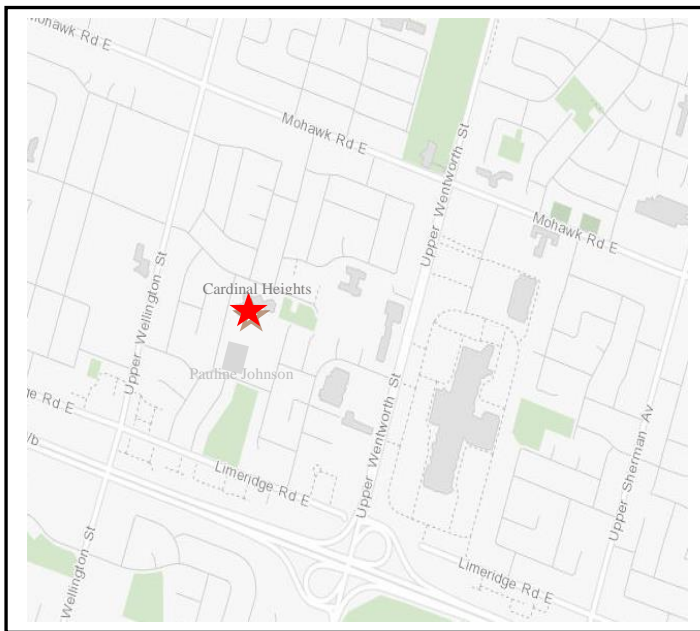 Mohawk Rd E
Mohawk Rd E
Upper Wentworth St
Mohawk Rd E
Upper Wellington St
Cardinal Heights
Pauline Johnson
ne Rd E
/b
Upper Wentworth St
Limeridge Rd E
Upper Sherman Av
Wellington St
Limeridge Rd E